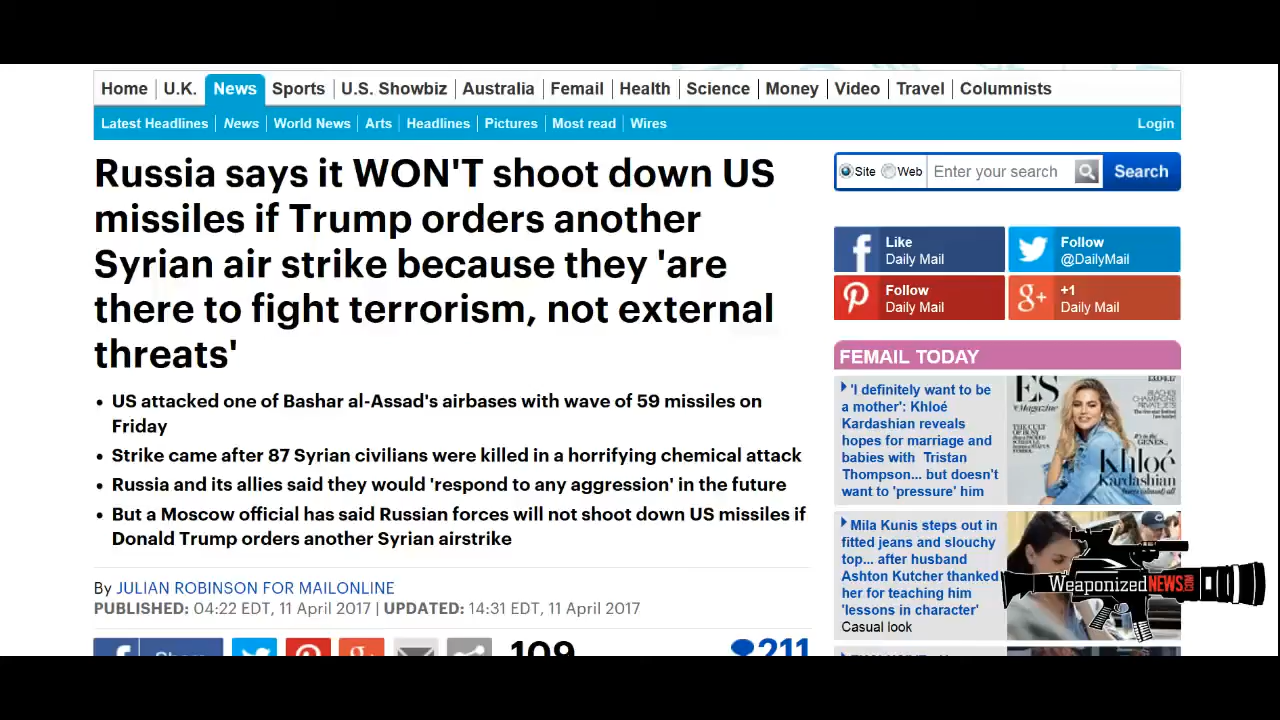 Home U.K. News Sports U.S. Showbiz Australia Femail Health Science Money Video Travel Columnists
Latest Headlines News World News Arts Headlines Pictures Most read Wires Login
Russia says it WON'T shoot down US
missiles if Trump orders another
Syrian air strike because they 'are
there to fight terrorism, not external
threats'
US attacked one of Bashar al-Assad's airbases with wave of 59 missiles on
Friday
Strike came after 87 Syrian civilians were killed in a horrifying chemical attack
Russia and its allies said they would 'respond to any aggression' in the future
But a Moscow official has said Russian forces will not shoot down US missiles if
Donald Trump orders another Syrian airstrike
By JULIAN ROBINSON FOR MAILONLINE
PUBLISHED: 04:22 EDT, 11 April 2017 | UPDATED: 14:31 EDT, 11 April 2017
Share
109
211
Site Web Enter your search Search
Like
Daily Mail
Follow
@DailyMail
Follow
Daily Mail
+1
Daily Mail
FEMAIL TODAY
'I definitely want to be
a mother': Khloé
Kardashian reveals
hopes for marriage and
babies with Tristan
Thompson... but doesn't
want to 'pressure' him
ES
Magazine
Khloé
Kardashian
Mila Kunis steps out in
fitted jeans and slouchy
top... after husband
Ashton Kutcher thanked
her for teaching him
'lessons in character'
Casual look
WEAPONIZEDNEWS.COM